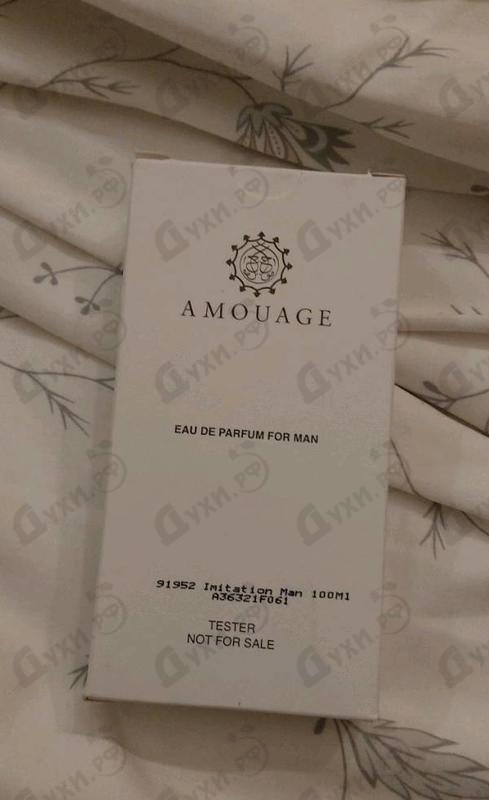 AMOUAGE
EAU DE PARFUM FOR MAN
91952 Imitation Man 100Ml
A36321F061
TESTER
NOT FOR SALE
Духи.рф